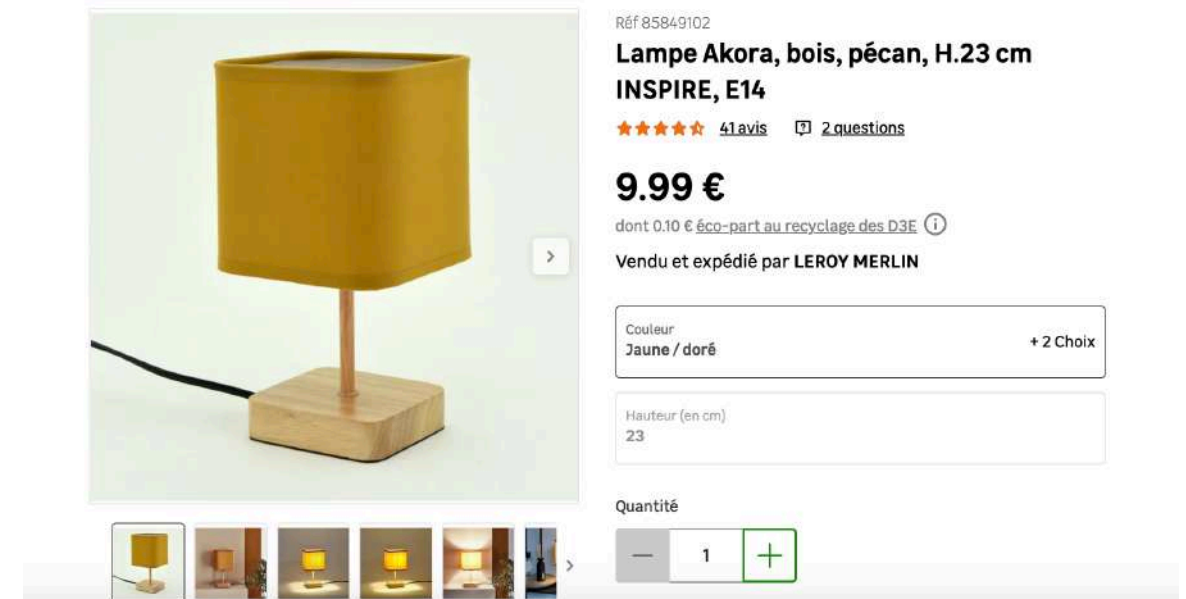 Réf 85849102
Lampe Akora, bois, pécan, H.23 cm
INSPIRE, E14
41 avis
2 questions
9.99 €
dont 0.10 € éco-part au recyclage des D3E
Vendu et expédié par LEROY MERLIN
Couleur
Jaune / doré
+ 2 Choix
Hauteur (en cm)
23
Quantité
1